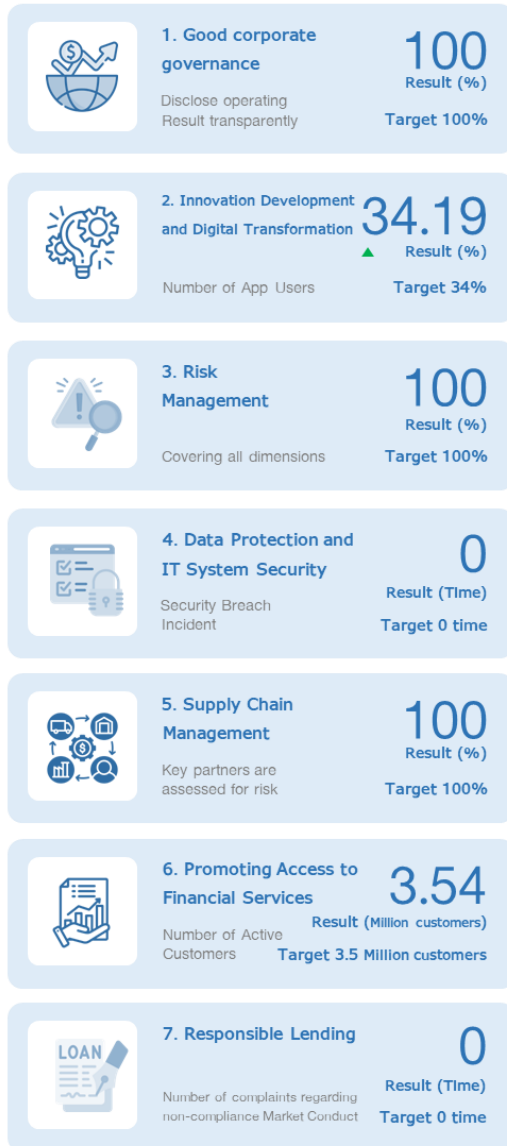 1. Good corporate
governance
100
Result (%)
Disclose operating
Result transparently
Target 100%
2. Innovation Development
and Digital Transformation
34.19
Result (%)
Number of App Users
Target 34%
3. Risk
Management
100
Result (%)
Covering all dimensions
Target 100%
4. Data Protection and
IT System Security
0
Result (TIme)
Security Breach
Incident
Target 0 time
5. Supply Chain
Management
100
Result (%)
Key partners are
assessed for risk
Target 100%
6. Promoting Access to
Financial Services
3.54
Result (Million customers)
Number of Active
Customers
Target 3.5 Million customers
LOAN
7. Responsible Lending
0
Result (TIme)
Number of complaints regarding
non-compliance Market Conduct
Target 0 time